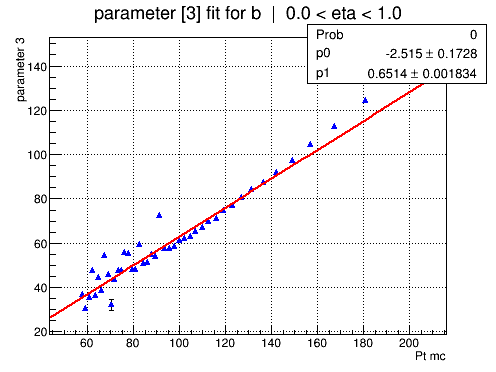 parameter [3] fit for b | 0.0 < eta < 1.0
Prob 0
p0 -2.515 ± 0.1728
p1 0.6514 ± 0.001834
parameter 3
140
120
100
80
60
40
20
60 80 100 120 140 160 180 200
Pt mc